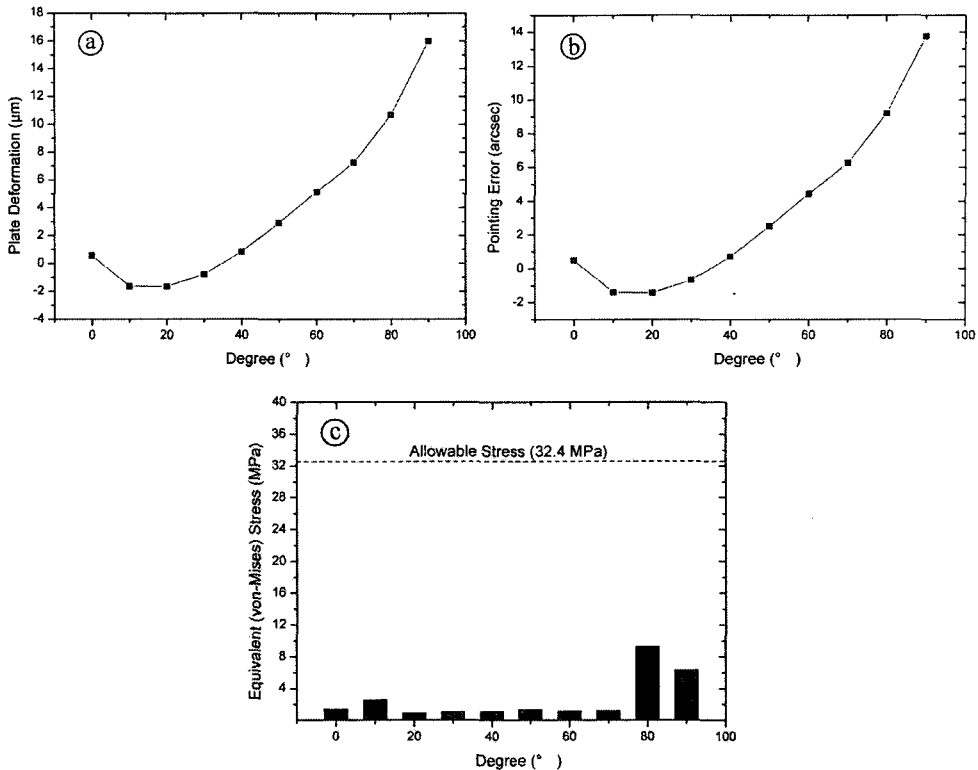 a
Plate Deformation (μm)
16
14
12
10
8
6
4
2
0
-2
-4
0 20 40 60 80 100
Degree (° )
b
Pointing Error (arcsec)
14
12
10
8
6
4
2
0
-2
0 20 40 60 80 100
Degree (° )
c
Equivalent (von-Mises) Stress (MPa)
40
36
32
28
24
20
16
12
8
4
Allowable Stress (32.4 MPa)
0 20 40 60 80 100
Degree (° )